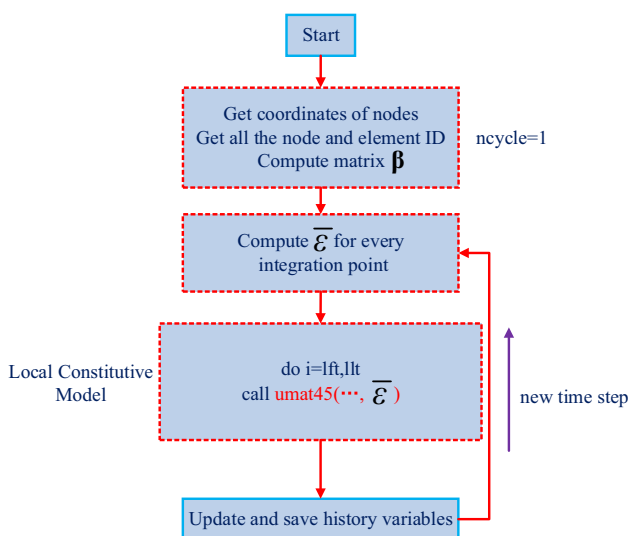 Start
Get coordinates of nodes
Get all the node and element ID
Compute matrix β
ncycle=1
Compute ε̅ for every
integration point
Local Constitutive
Model
do i=lft,llt
call umat45(⋯, ε̅ )
new time step
Update and save history variables